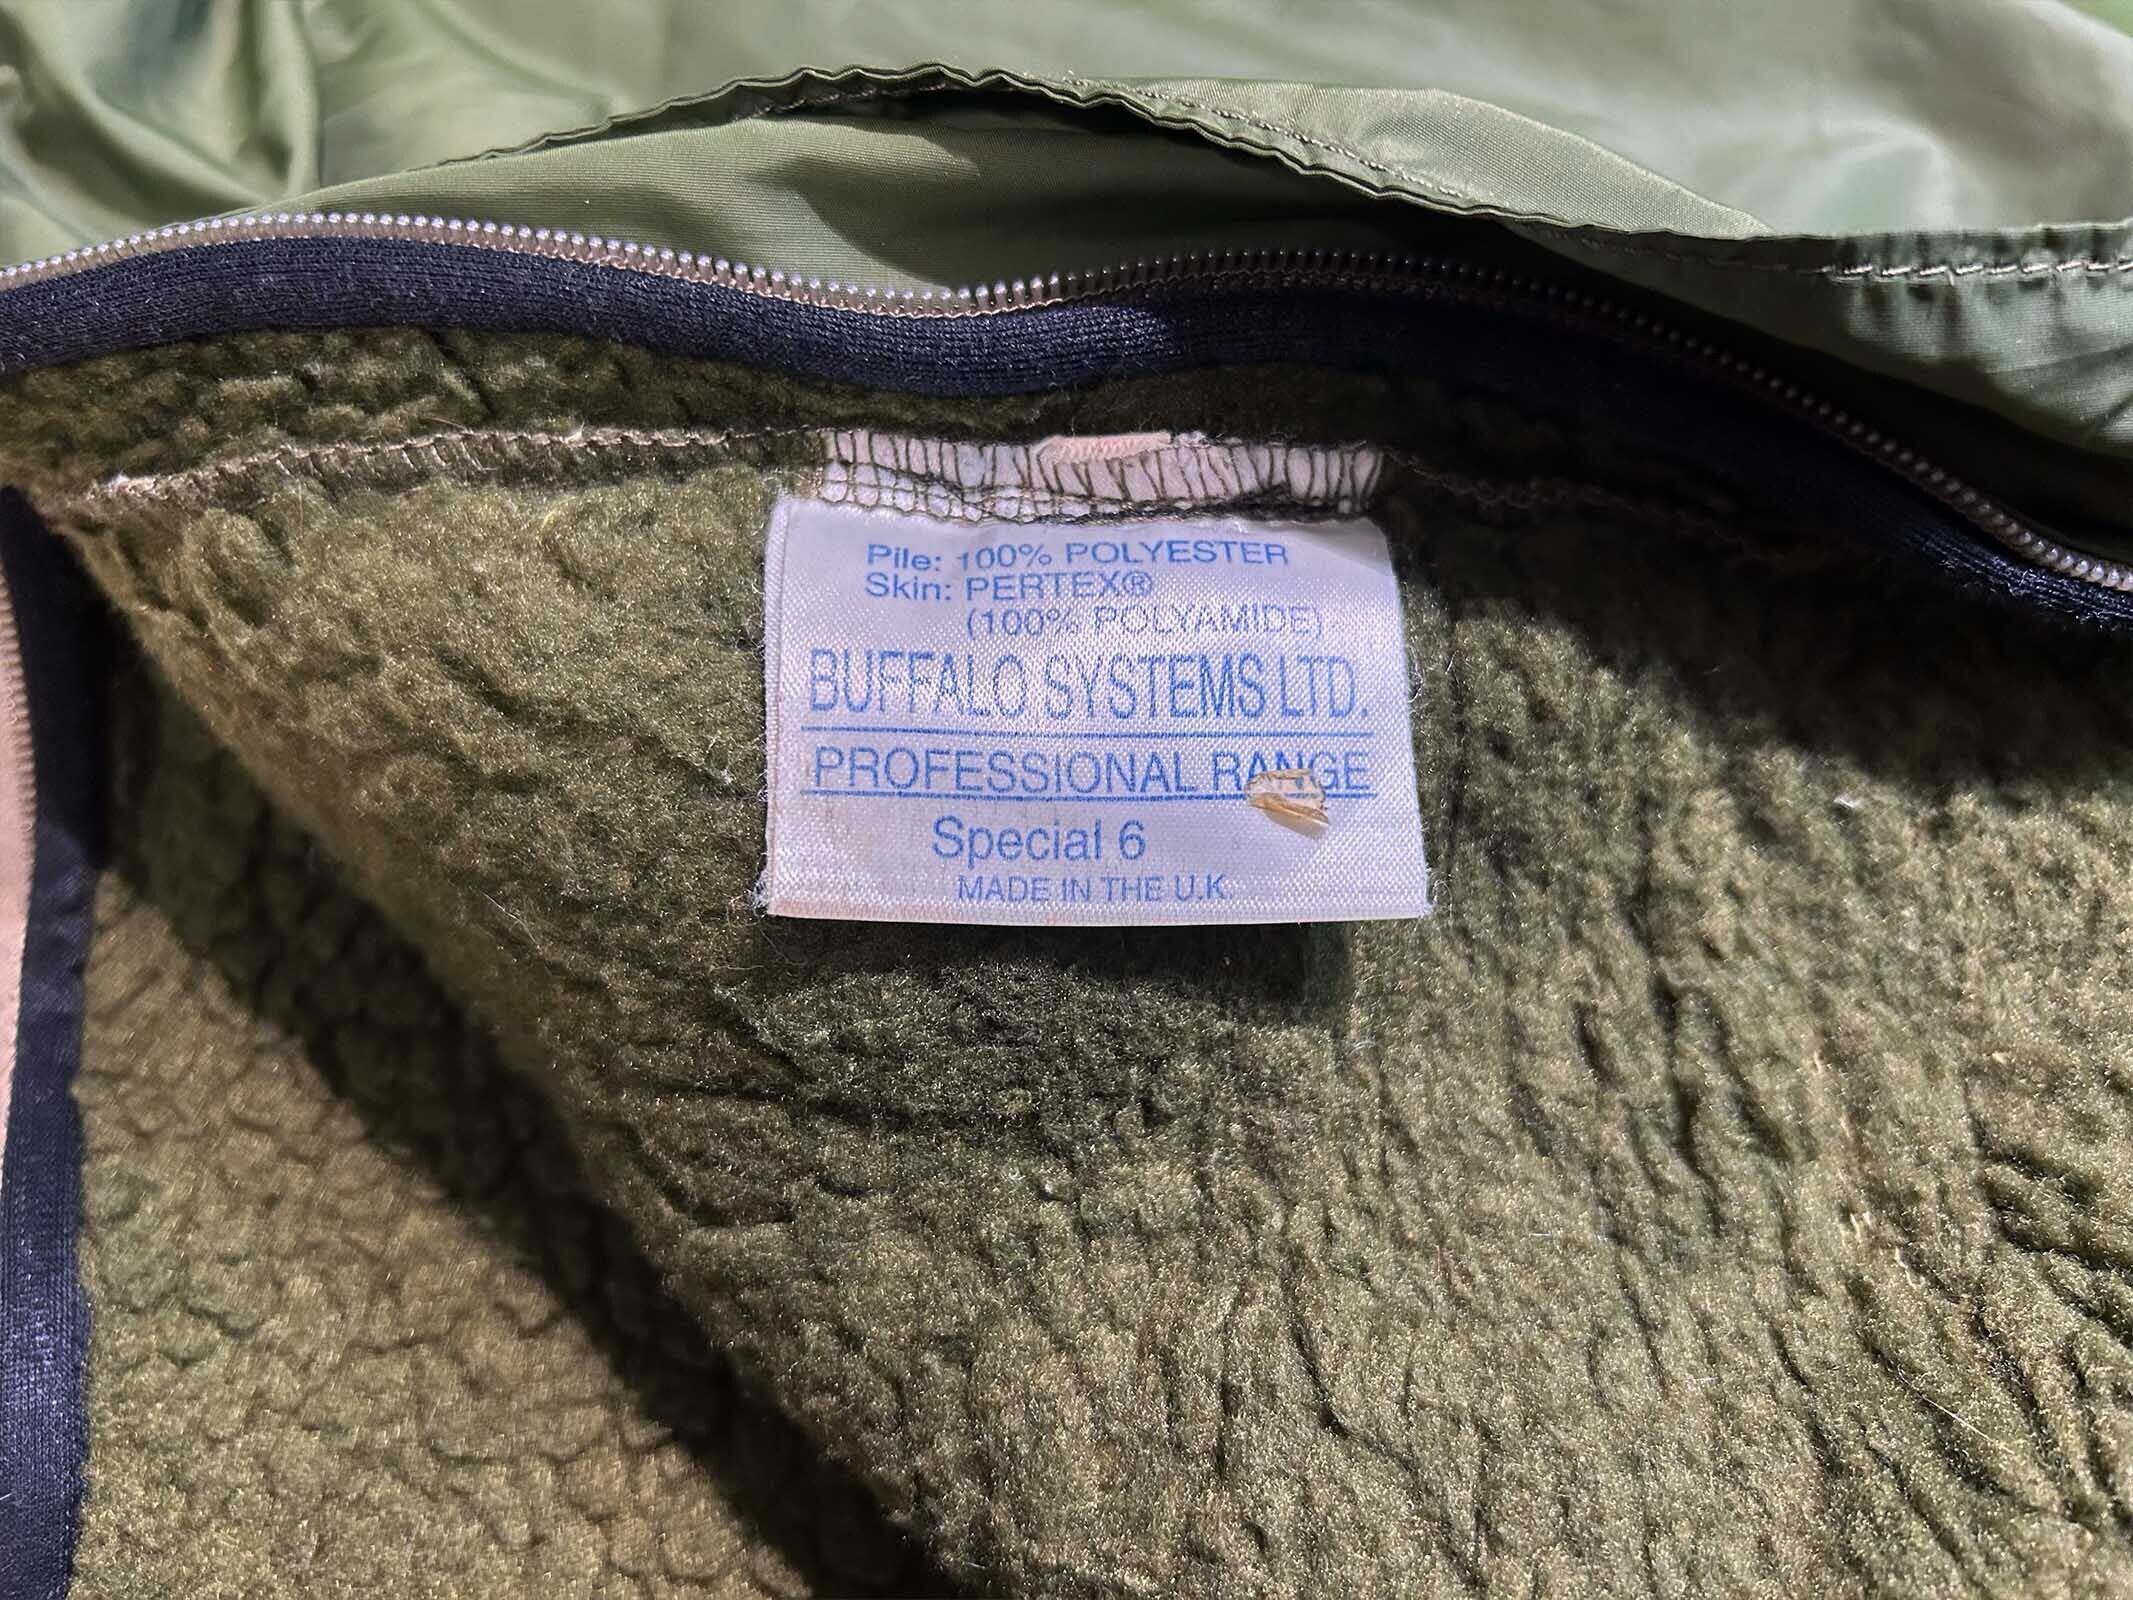 Pile: 100% POLYESTER
Skin: PERTEX®
(100% POLYAMIDE)
BUFFALO SYSTEMS LTD.
PROFESSIONAL RANGE
Special 6
MADE IN THE U.K